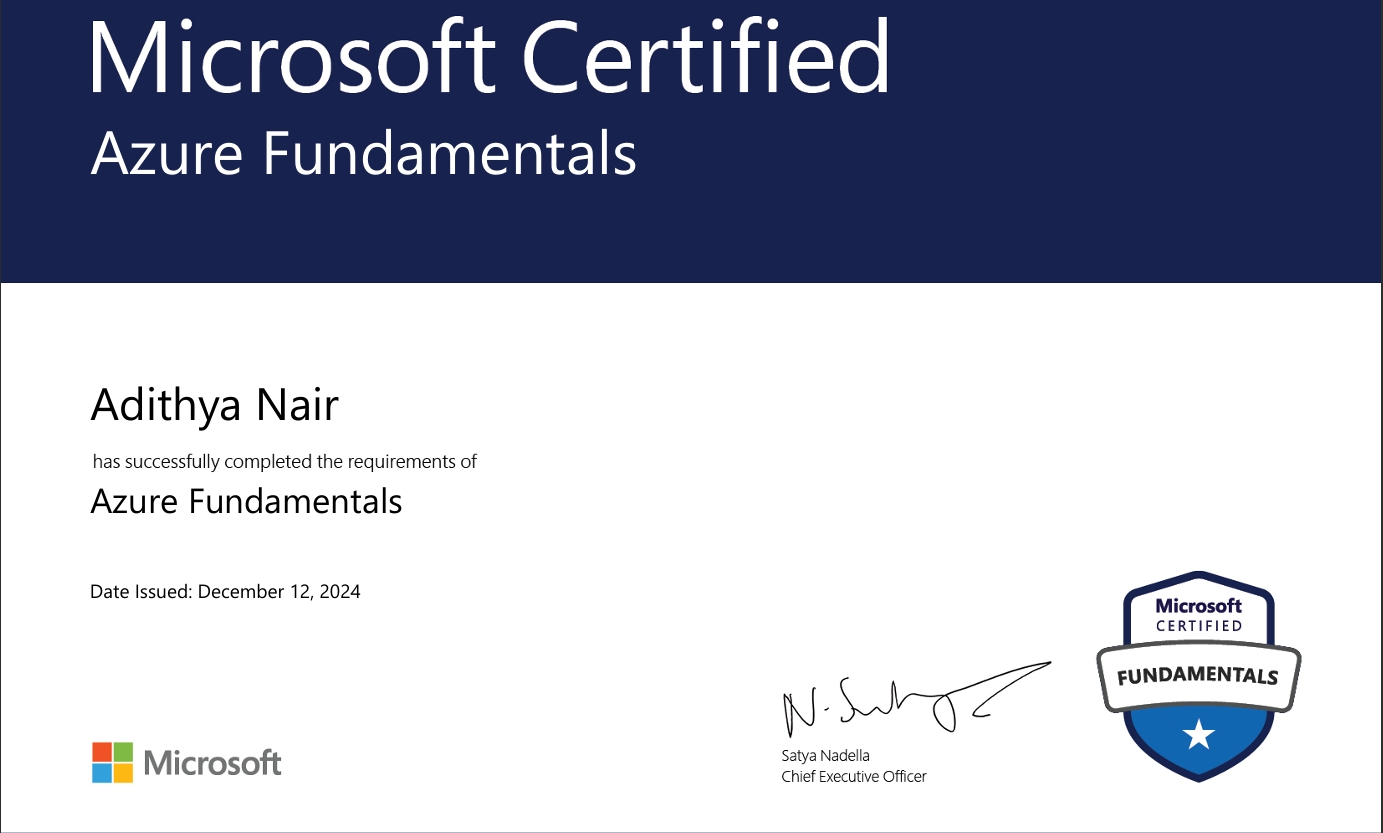 Microsoft Certified
Azure Fundamentals
Adithya Nair
has successfully completed the requirements of
Azure Fundamentals
Date Issued: December 12, 2024
Microsoft
CERTIFIED
FUNDAMENTALS
N. Satya
Satya Nadella
Chief Executive Officer
Microsoft